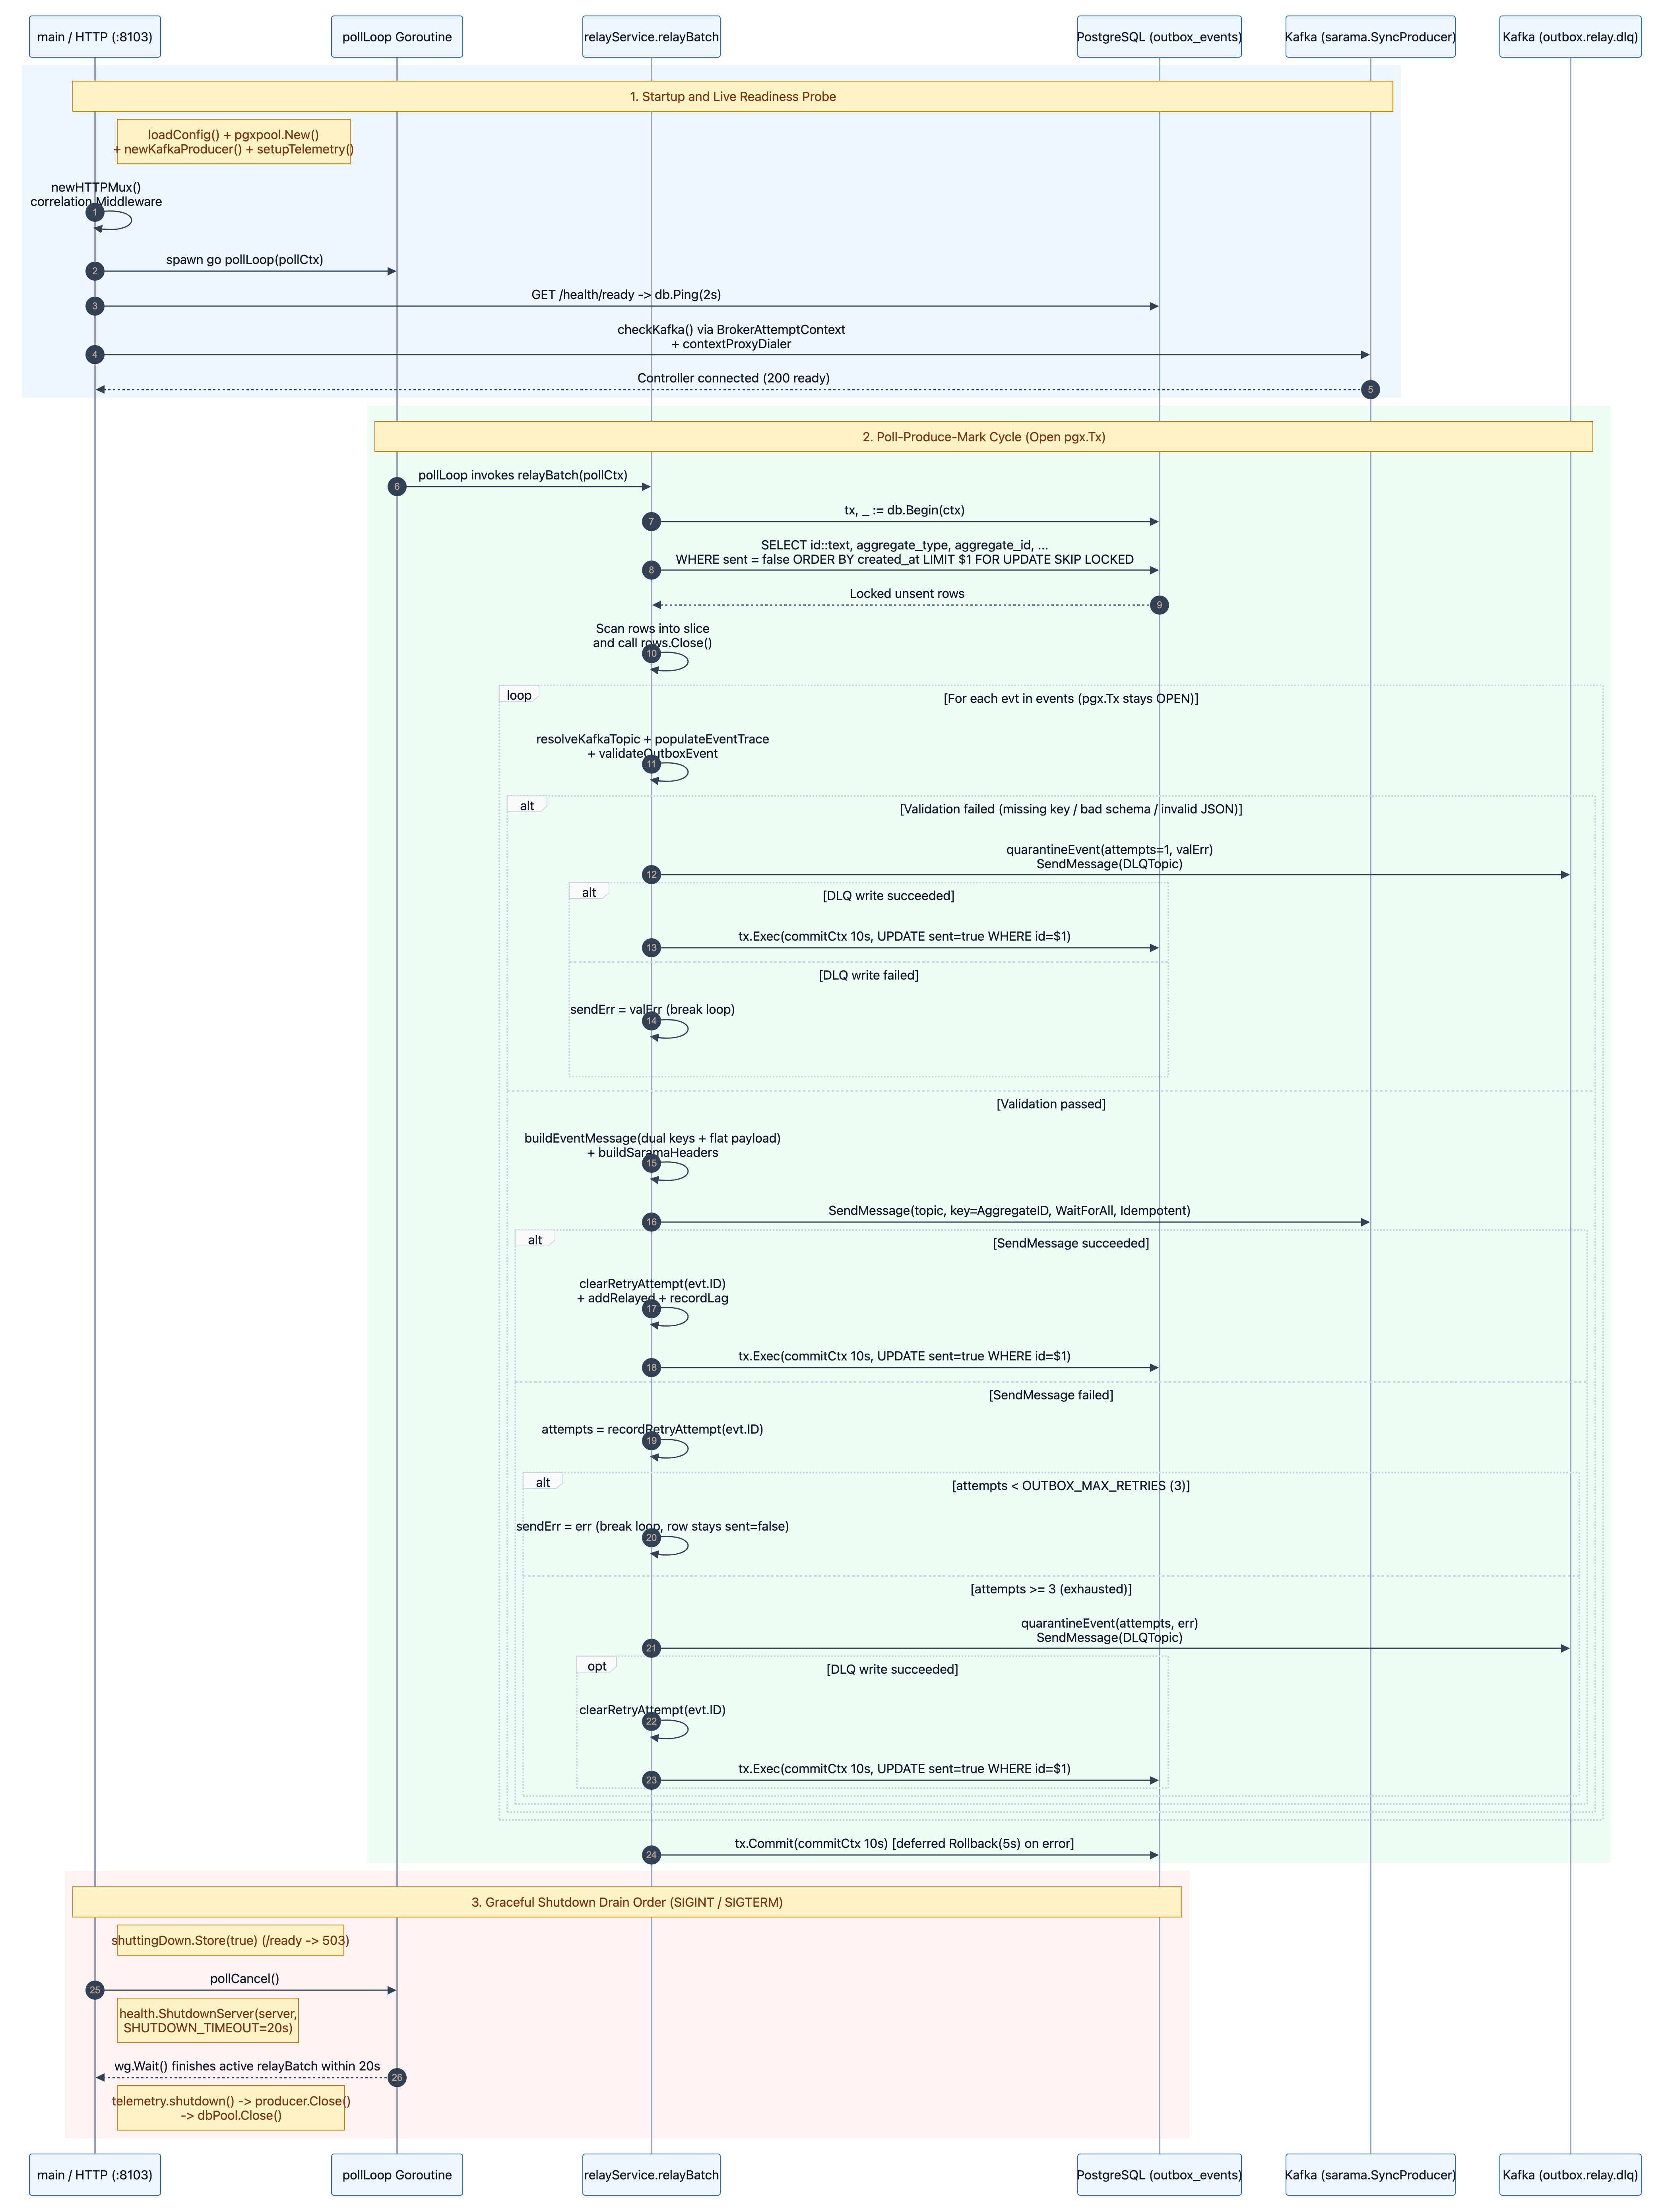 main / HTTP (:8103)
pollLoop Goroutine
relayService.relayBatch
PostgreSQL (outbox_events)
Kafka (sarama.SyncProducer)
Kafka (outbox.relay.dlq)
1. Startup and Live Readiness Probe
loadConfig() + pgxpool.New()
+ newKafkaProducer() + setupTelemetry()
newHTTPMux()
correlation.Middleware
1
spawn go pollLoop(pollCtx)
2
GET /health/ready -> db.Ping(2s)
3
checkKafka() via BrokerAttemptContext
+ contextProxyDialer
4
Controller connected (200 ready)
5
2. Poll-Produce-Mark Cycle (Open pgx.Tx)
pollLoop invokes relayBatch(pollCtx)
6
tx, _ := db.Begin(ctx)
7
SELECT id::text, aggregate_type, aggregate_id, ...
WHERE sent = false ORDER BY created_at LIMIT $1 FOR UPDATE SKIP LOCKED
8
Locked unsent rows
9
Scan rows into slice
and call rows.Close()
10
loop
[For each evt in events (pgx.Tx stays OPEN)]
resolveKafkaTopic + populateEventTrace
+ validateOutboxEvent
11
alt
[Validation failed (missing key / bad schema / invalid JSON)]
quarantineEvent(attempts=1, valErr)
SendMessage(DLQTopic)
12
alt
[DLQ write succeeded]
tx.Exec(commitCtx 10s, UPDATE sent=true WHERE id=$1)
13
[DLQ write failed]
sendErr = valErr (break loop)
14
[Validation passed]
buildEventMessage(dual keys + flat payload)
+ buildSaramaHeaders
15
SendMessage(topic, key=AggregateID, WaitForAll, Idempotent)
16
alt
[SendMessage succeeded]
clearRetryAttempt(evt.ID)
+ addRelayed + recordLag
17
tx.Exec(commitCtx 10s, UPDATE sent=true WHERE id=$1)
18
[SendMessage failed]
attempts = recordRetryAttempt(evt.ID)
19
alt
[attempts < OUTBOX_MAX_RETRIES (3)]
sendErr = err (break loop, row stays sent=false)
20
[attempts >= 3 (exhausted)]
quarantineEvent(attempts, err)
SendMessage(DLQTopic)
21
opt
[DLQ write succeeded]
clearRetryAttempt(evt.ID)
22
tx.Exec(commitCtx 10s, UPDATE sent=true WHERE id=$1)
23
tx.Commit(commitCtx 10s) [deferred Rollback(5s) on error]
24
3. Graceful Shutdown Drain Order (SIGINT / SIGTERM)
shuttingDown.Store(true) (/ready -> 503)
pollCancel()
25
health.ShutdownServer(server,
SHUTDOWN_TIMEOUT=20s)
wg.Wait() finishes active relayBatch within 20s
26
telemetry.shutdown() -> producer.Close()
-> dbPool.Close()
main / HTTP (:8103)
pollLoop Goroutine
relayService.relayBatch
PostgreSQL (outbox_events)
Kafka (sarama.SyncProducer)
Kafka (outbox.relay.dlq)